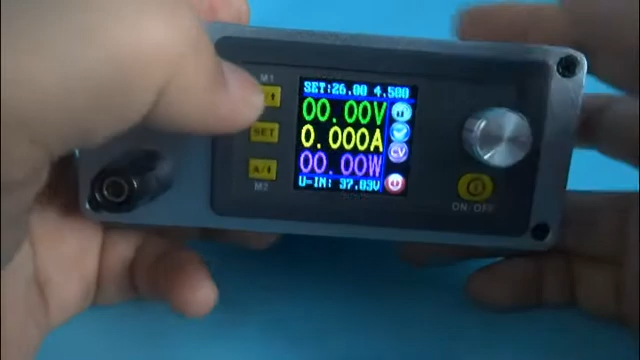 M1
SET:26.00 4.500
00.00V
0.000A
SET
CV
00.00W
A/⬇
M2
U-IN: 37.03V
ON-OFF